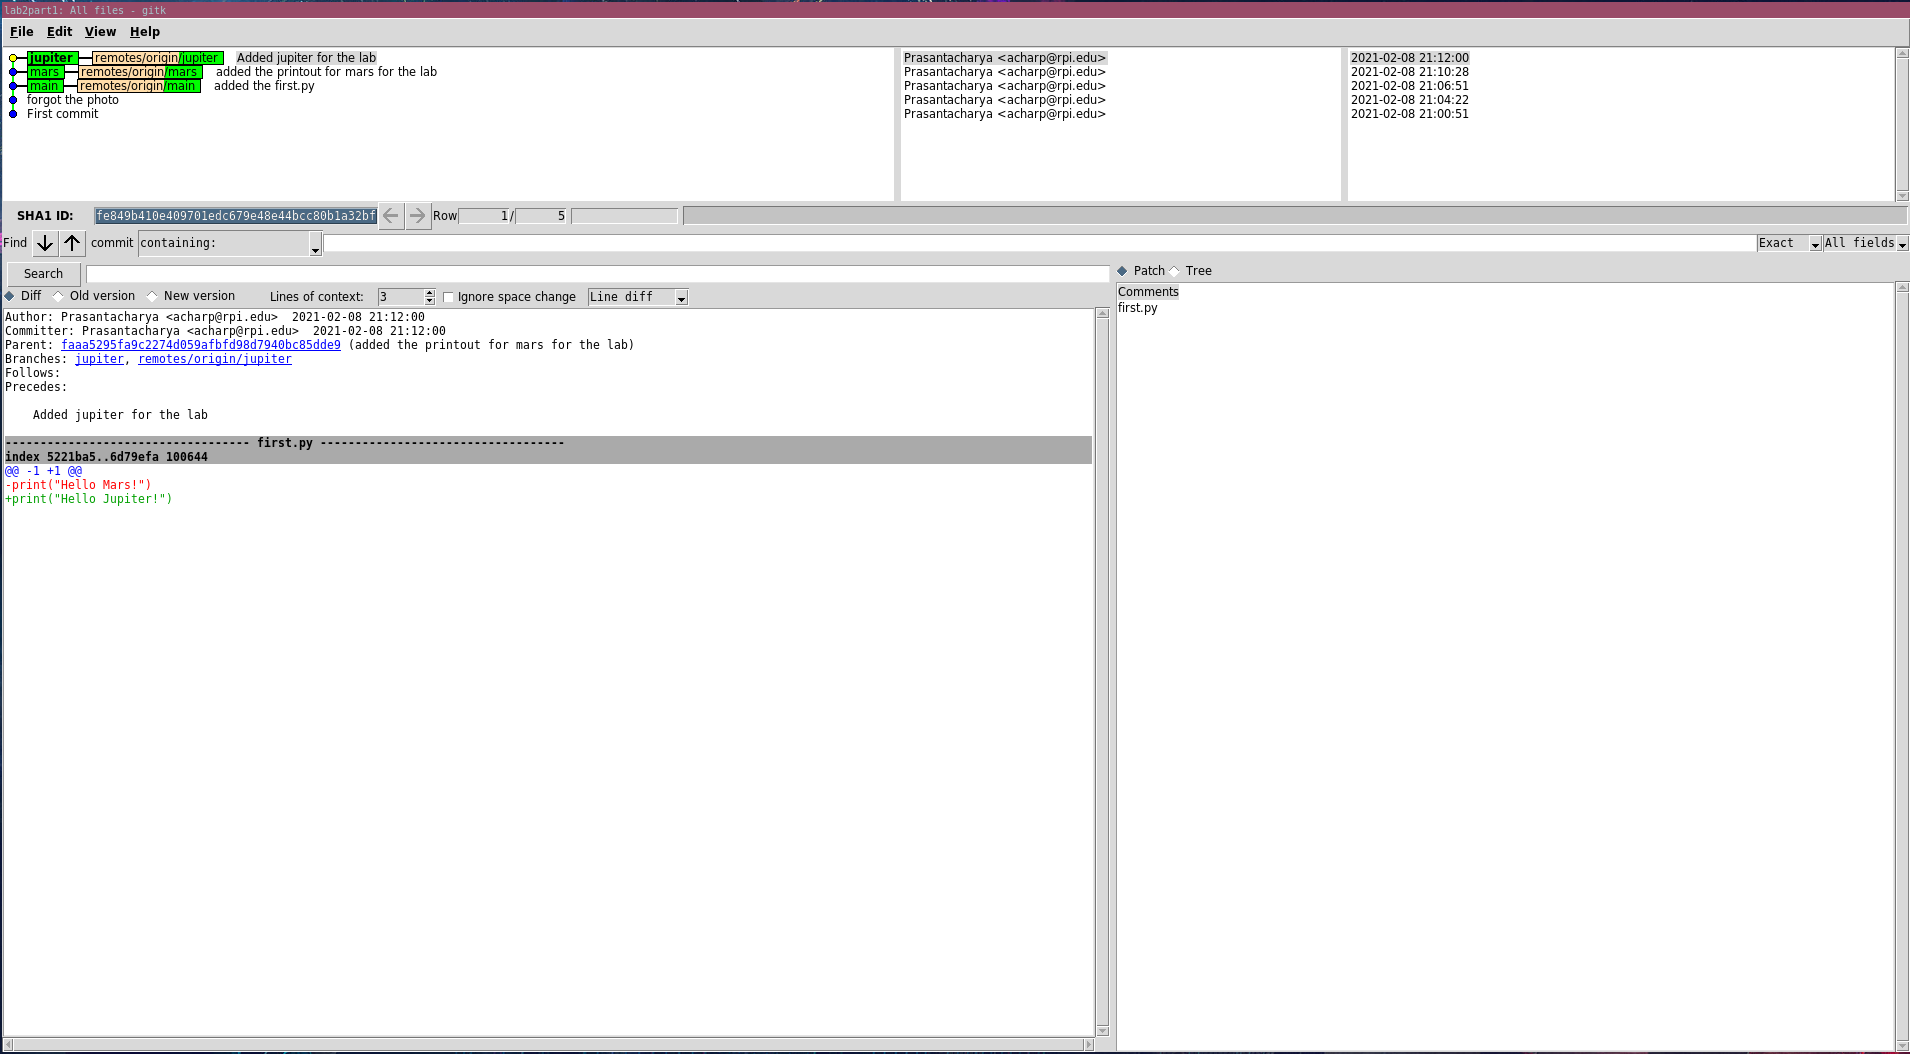 lab2part1: All files - gitk
File Edit View Help
jupiter remotes/origin/jupiter Added jupiter for the lab Prasantacharya <acharp@rpi.edu> 2021-02-08 21:12:00
mars remotes/origin/mars added the printout for mars for the lab Prasantacharya <acharp@rpi.edu> 2021-02-08 21:10:28
main remotes/origin/main added the first.py Prasantacharya <acharp@rpi.edu> 2021-02-08 21:06:51
forgot the photo Prasantacharya <acharp@rpi.edu> 2021-02-08 21:04:22
First commit Prasantacharya <acharp@rpi.edu> 2021-02-08 21:00:51
SHA1 ID: fe849b410e409701edc679e48e44bcc80b1a32bf Row 1 / 5
Find commit containing: Exact All fields
Search
Diff Old version New version Lines of context: 3 Ignore space change Line diff
Author: Prasantacharya <acharp@rpi.edu>  2021-02-08 21:12:00
Committer: Prasantacharya <acharp@rpi.edu>  2021-02-08 21:12:00
Parent: faaa5295fa9c2274d059afbfd98d7940bc85dde9 (added the printout for mars for the lab)
Branches: jupiter, remotes/origin/jupiter
Follows:
Precedes:
Added jupiter for the lab
----------------------------------- first.py -----------------------------------
index 5221ba5..6d79efa 100644
@@ -1 +1 @@
-print("Hello Mars!")
+print("Hello Jupiter!")
Patch Tree
Comments
first.py